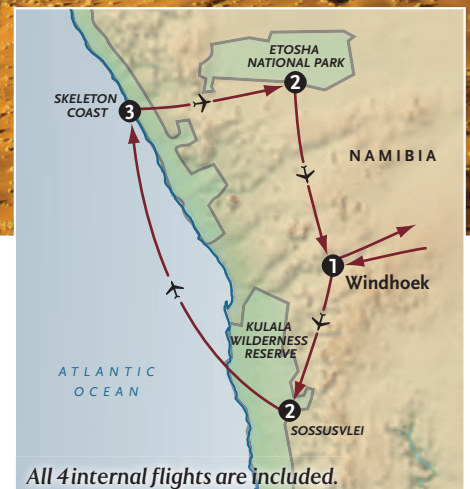 ETOSHA
NATIONAL PARK
2
SKELETON
COAST
3
NAMIBIA
1
Windhoek
KULALA
WILDERNESS
RESERVE
ATLANTIC
OCEAN
2
SOSSUSVLEI
All 4 internal flights are included.